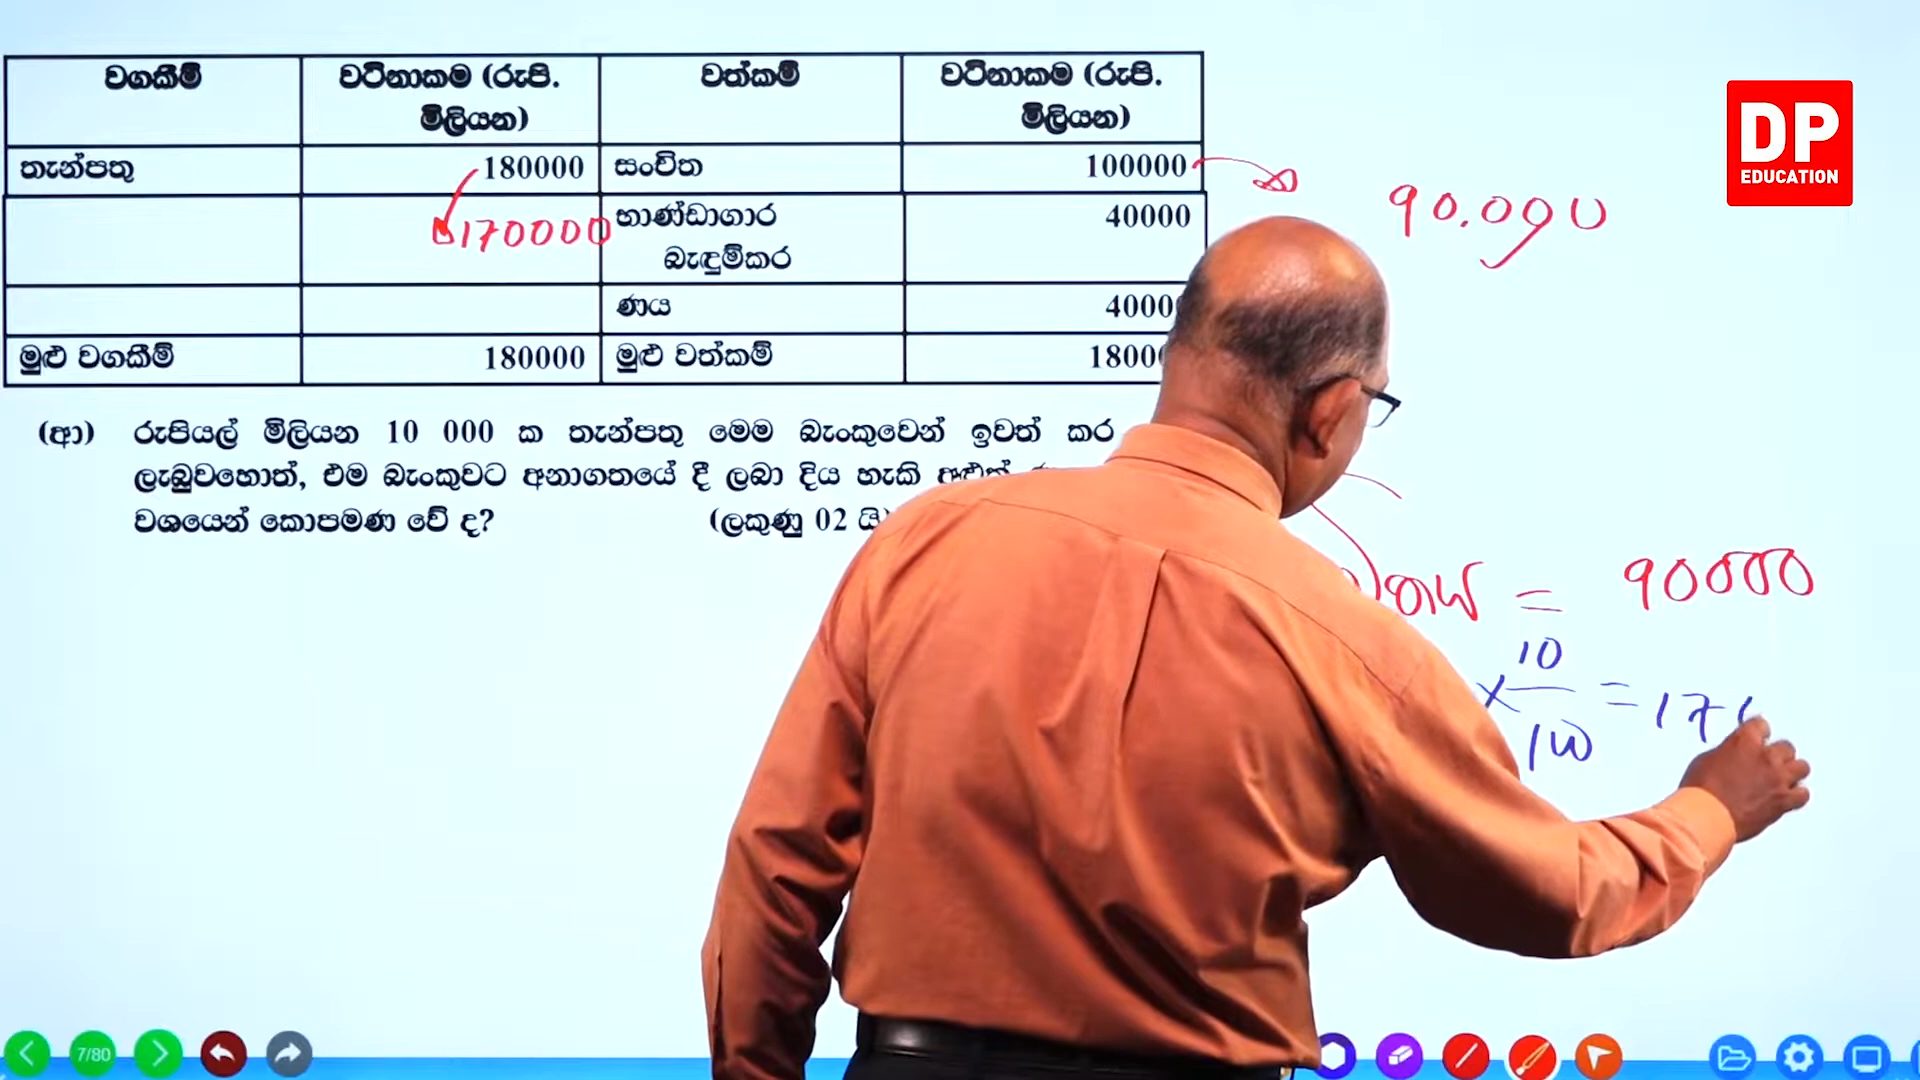 වගකීම් වටිනාකම (රුපි. මිලියන) වත්කම් වටිනාකම (රුපි. මිලියන)
තැන්පතු 180000 සංචිත 100000
170000 භාණ්ඩාගාර බැඳුම්කර 40000
ණය 4000
මුළු වගකීම් 180000 මුළු වත්කම් 1800
90.000
DP
EDUCATION
(ආ) රුපියල් මිලියන 10 000 ක තැන්පතු මෙම බැංකුවෙන් ඉවත් කර
ලැබුවහොත්, එම බැංකුවට අනාගතයේ දී ලබා දිය හැකි
වශයෙන් කොපමණ වේ ද? (ලකුණු 02 යි
= 90000
× 10/100 = 17
7/80